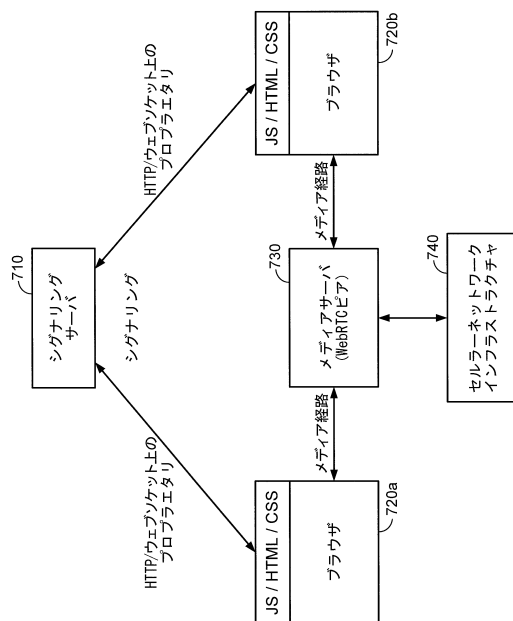 710
シグナリング
サーバ
シグナリング
HTTP/ウェブソケット上の
プロプラエタリ
HTTP/ウェブソケット上の
プロプラエタリ
720a
JS / HTML / CSS
ブラウザ
メディア経路
730
メディアサーバ
(WebRTCピア)
メディア経路
720b
JS / HTML / CSS
ブラウザ
740
セルラーネットワーク
インフラストラクチャ